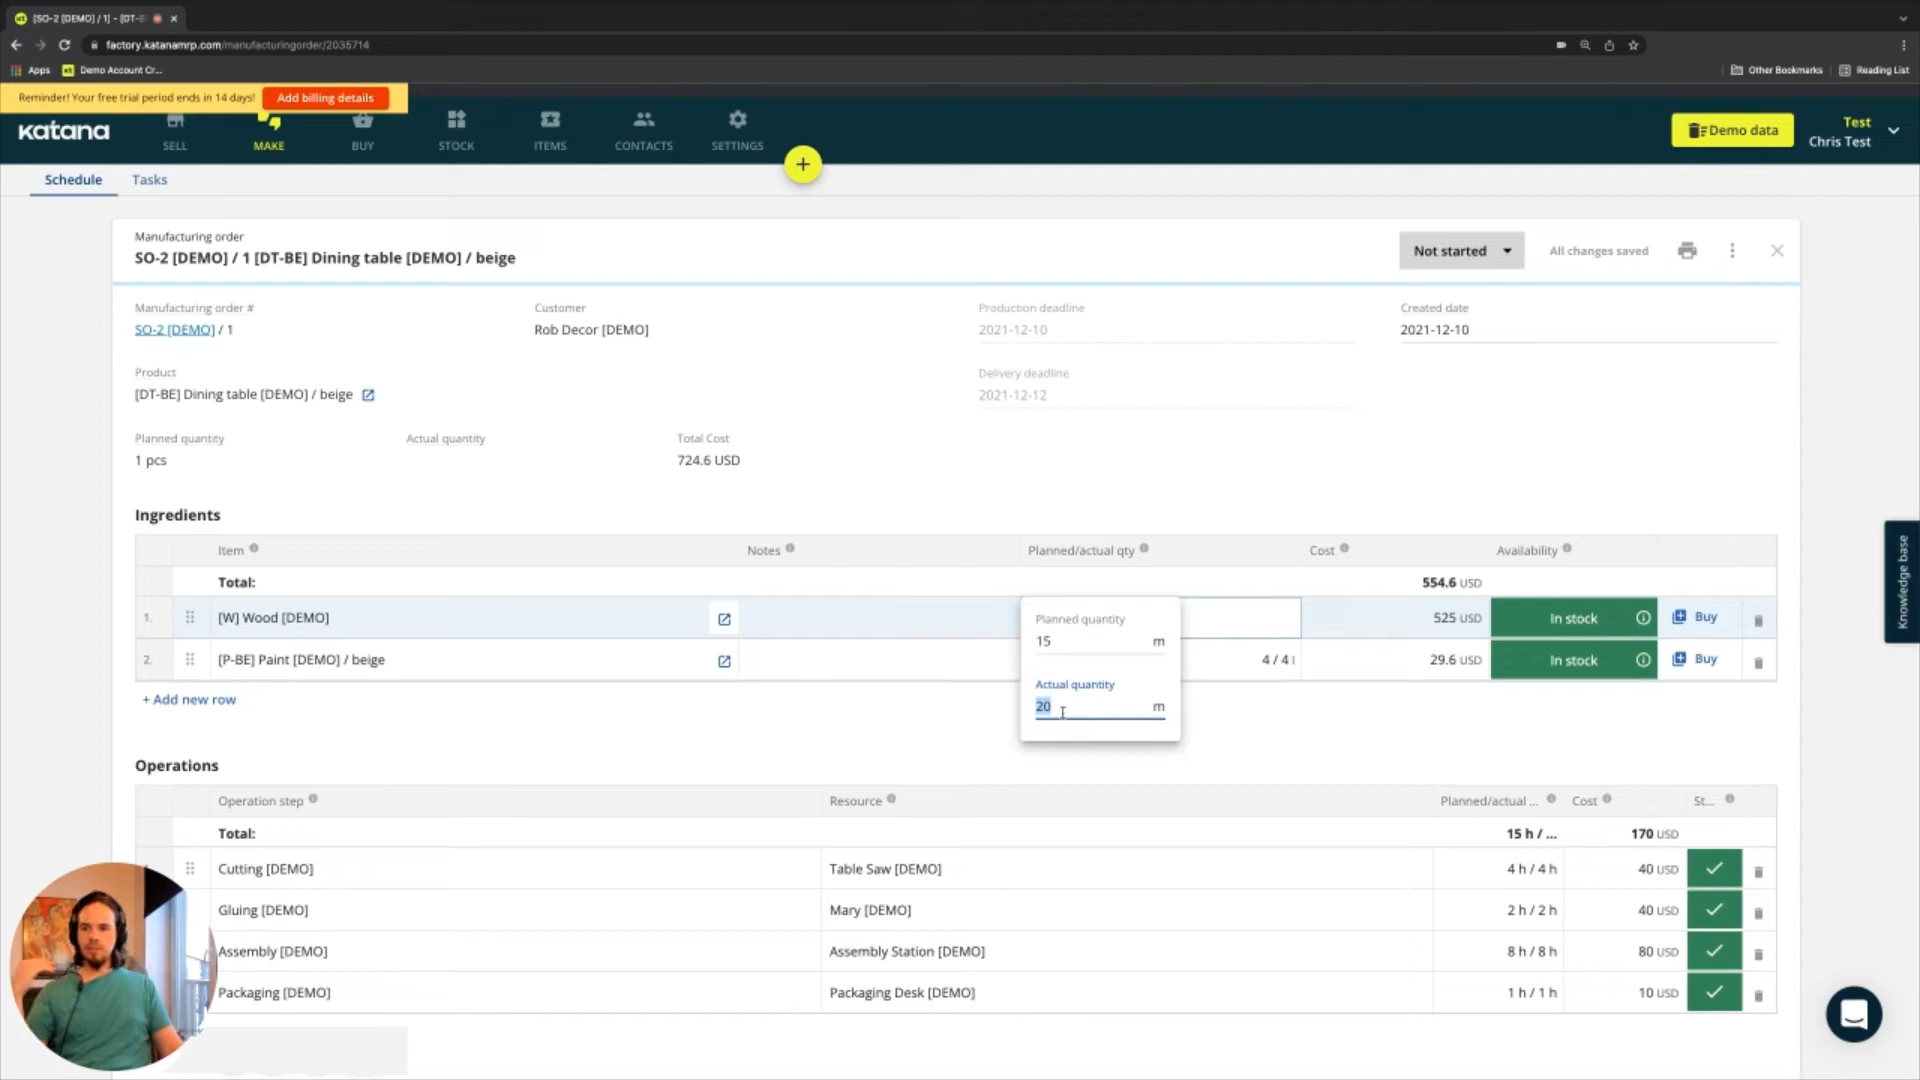 [SO-2 [DEMO] / 1] - [DT-B
factory.katanamrp.com/manufacturingorder/2035714
Apps
Demo Account Cr...
Other Bookmarks
Reading List
Reminder! Your free trial period ends in 14 days!
Add billing details
katana
SELL
MAKE
BUY
STOCK
ITEMS
CONTACTS
SETTINGS
+
Demo data
Test
Chris Test
Schedule
Tasks
Manufacturing order
SO-2 [DEMO] / 1 [DT-BE] Dining table [DEMO] / beige
Not started
All changes saved
Manufacturing order #
SO-2 [DEMO] / 1
Customer
Rob Decor [DEMO]
Production deadline
2021-12-10
Created date
2021-12-10
Product
[DT-BE] Dining table [DEMO] / beige
Delivery deadline
2021-12-12
Planned quantity
1 pcs
Actual quantity
Total Cost
724.6 USD
Ingredients
Item
Notes
Planned/actual qty
Cost
Availability
Total:
554.6 USD
1.
[W] Wood [DEMO]
525 USD
In stock
Buy
2.
[P-BE] Paint [DEMO] / beige
4 / 4 l
29.6 USD
In stock
Buy
Planned quantity
15 m
Actual quantity
20 m
+ Add new row
Knowledge base
Operations
Operation step
Resource
Planned/actual ...
Cost
St...
Total:
15 h / ...
170 USD
Cutting [DEMO]
Table Saw [DEMO]
4 h / 4 h
40 USD
Gluing [DEMO]
Mary [DEMO]
2 h / 2 h
40 USD
Assembly [DEMO]
Assembly Station [DEMO]
8 h / 8 h
80 USD
Packaging [DEMO]
Packaging Desk [DEMO]
1 h / 1 h
10 USD